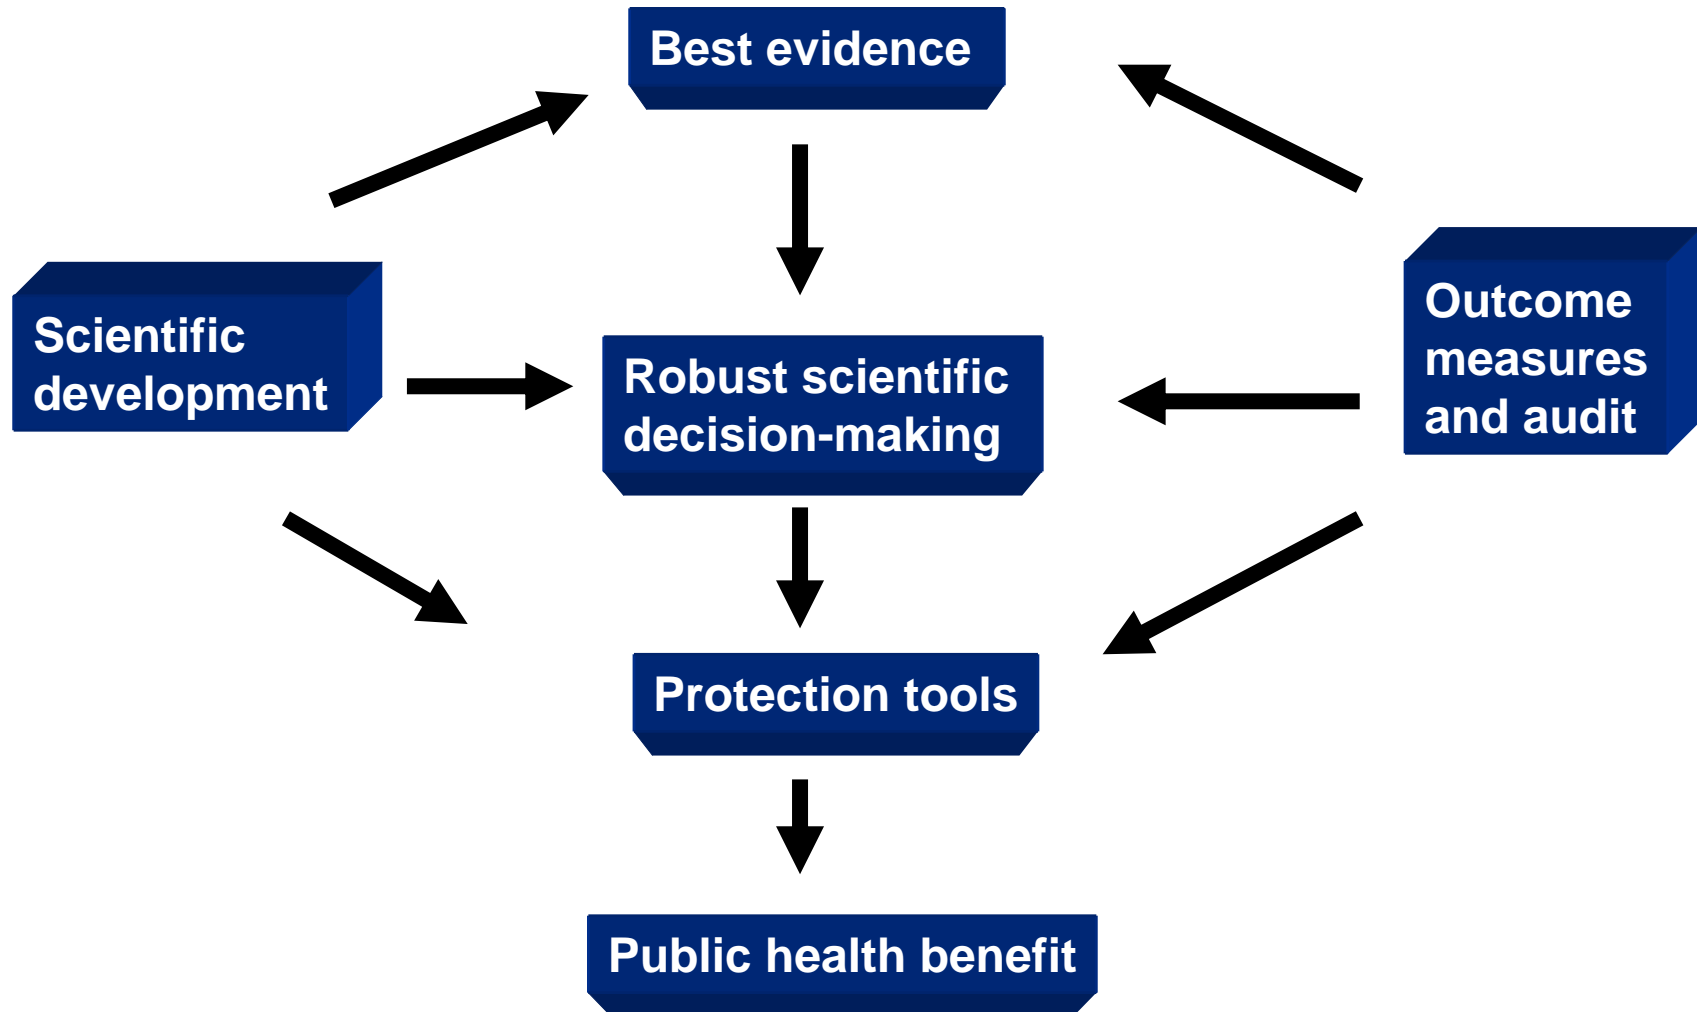 Best evidence
Scientific
development
Robust scientific
decision-making
Outcome
measures
and audit
Protection tools
Public health benefit